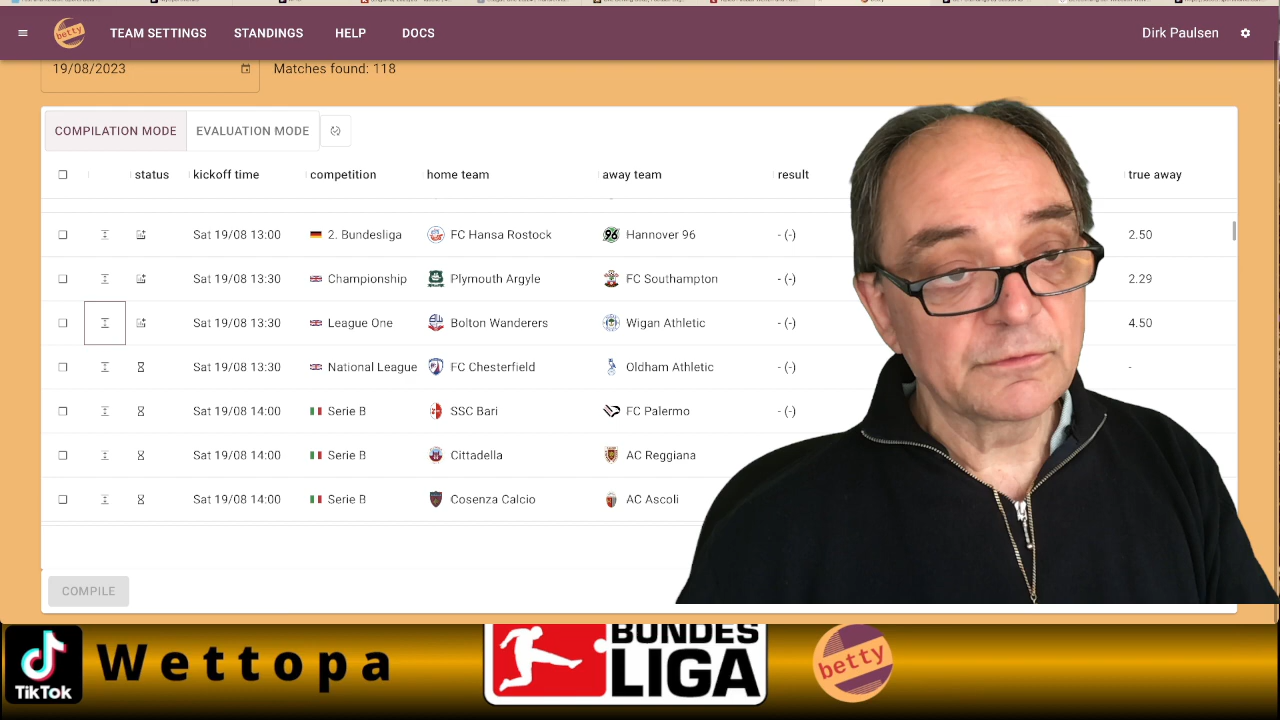 betty TEAM SETTINGS STANDINGS HELP DOCS Dirk Paulsen
19/08/2023 Matches found: 118
COMPILATION MODE EVALUATION MODE
status kickoff time competition home team away team result true away
Sat 19/08 13:00 2. Bundesliga FC Hansa Rostock 96 Hannover 96 - (-) 2.50
Sat 19/08 13:30 Championship Plymouth Argyle FC Southampton - (-) 2.29
Sat 19/08 13:30 League One Bolton Wanderers Wigan Athletic - (-) 4.50
Sat 19/08 13:30 National League FC Chesterfield Oldham Athletic - (-) -
Sat 19/08 14:00 Serie B SSC Bari FC Palermo - (-)
Sat 19/08 14:00 Serie B Cittadella AC Reggiana
Sat 19/08 14:00 Serie B Cosenza Calcio AC Ascoli
COMPILE
TikTok
Wettopa
BUNDES
LIGA
betty